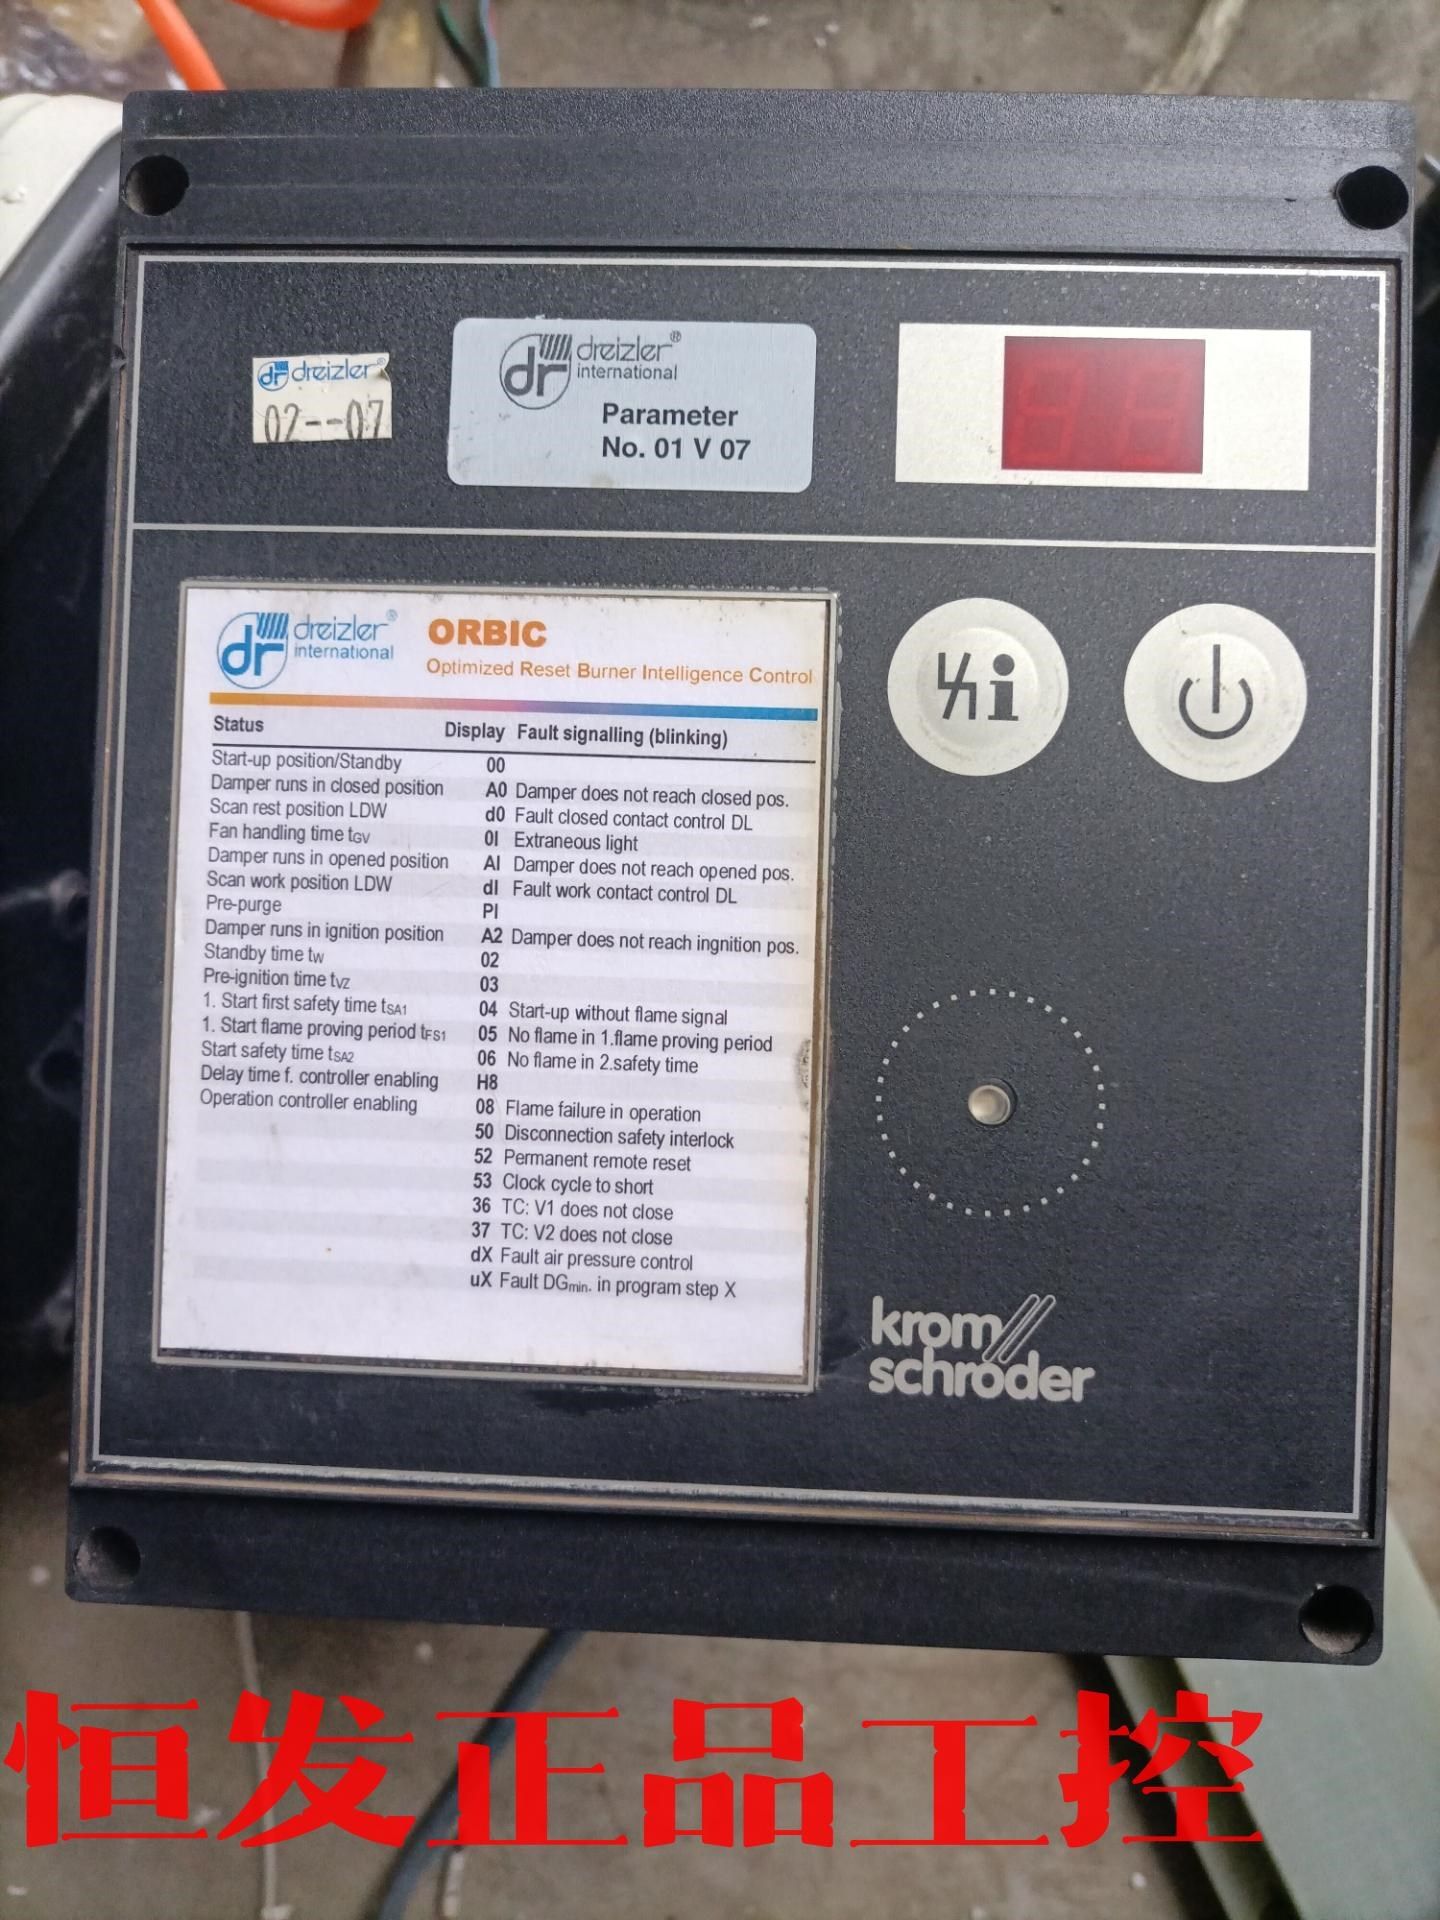 dr dreizler®
02--07
dr dreizler®
international
Parameter
No. 01 V 07
dr dreizler®
international
ORBIC
Optimized Reset Burner Intelligence Control
Status Display Fault signalling (blinking)
Start-up position/Standby 00
Damper runs in closed position A0 Damper does not reach closed pos.
Scan rest position LDW d0 Fault closed contact control DL
Fan handling time tGV 0I Extraneous light
Damper runs in opened position AI Damper does not reach opened pos.
Scan work position LDW dI Fault work contact control DL
Pre-purge PI
Damper runs in ignition position A2 Damper does not reach ingnition pos.
Standby time tW 02
Pre-ignition time tVZ 03
1. Start first safety time tSA1 04 Start-up without flame signal
1. Start flame proving period tFS1 05 No flame in 1.flame proving period
Start safety time tSA2 06 No flame in 2.safety time
Delay time f. controller enabling H8
Operation controller enabling 08 Flame failure in operation
50 Disconnection safety interlock
52 Permanent remote reset
53 Clock cycle to short
36 TC: V1 does not close
37 TC: V2 does not close
dX Fault air pressure control
uX Fault DGmin. in program step X
i
krom
schröder
恒发正品工控